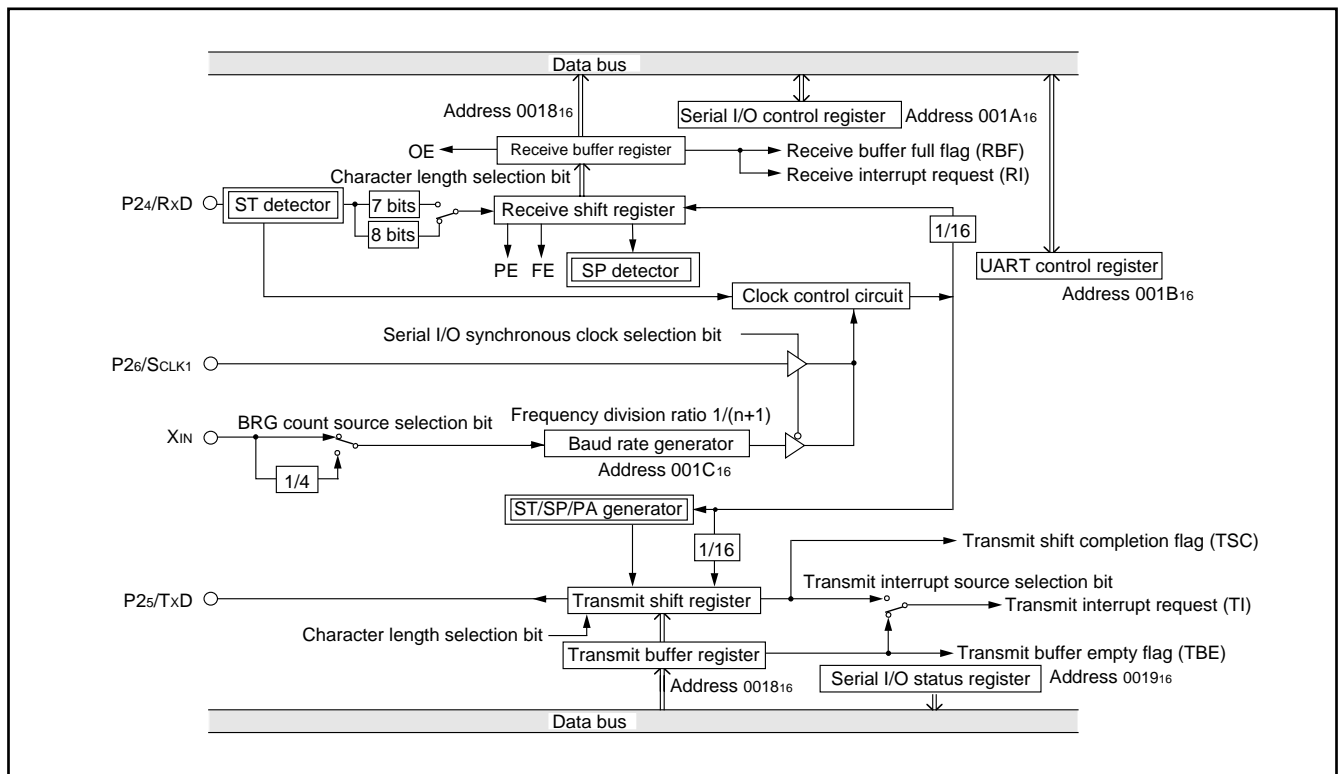 Data bus
Address 0018₁₆
Serial I/O control register
Address 001A₁₆
OE
Receive buffer register
Receive buffer full flag (RBF)
Receive interrupt request (RI)
Character length selection bit
P2₄/RxD
ST detector
7 bits
8 bits
Receive shift register
1/16
PE
FE
SP detector
UART control register
Address 001B₁₆
Clock control circuit
Serial I/O synchronous clock selection bit
P2₆/SCLK1
BRG count source selection bit
Frequency division ratio 1/(n+1)
XIN
Baud rate generator
1/4
Address 001C₁₆
ST/SP/PA generator
1/16
Transmit shift completion flag (TSC)
Transmit interrupt source selection bit
P2₅/TxD
Transmit shift register
Transmit interrupt request (TI)
Character length selection bit
Transmit buffer register
Transmit buffer empty flag (TBE)
Address 0018₁₆
Serial I/O status register
Address 0019₁₆
Data bus